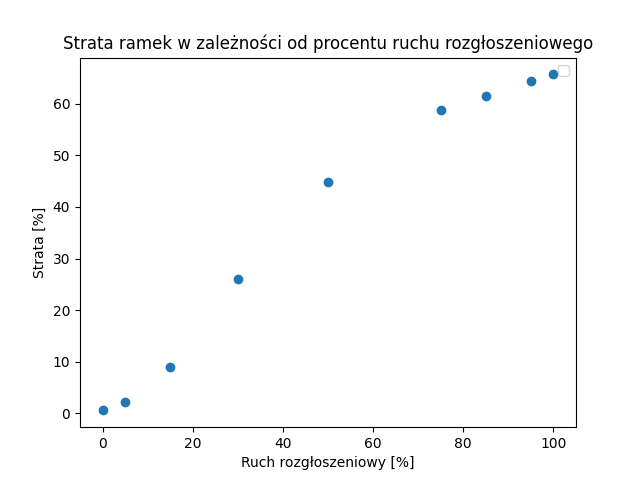 Strata ramek w zależności od procentu ruchu rozgłoszeniowego
60
50
40
30
20
10
0
Strata [%]
0 20 40 60 80 100
Ruch rozgłoszeniowy [%]